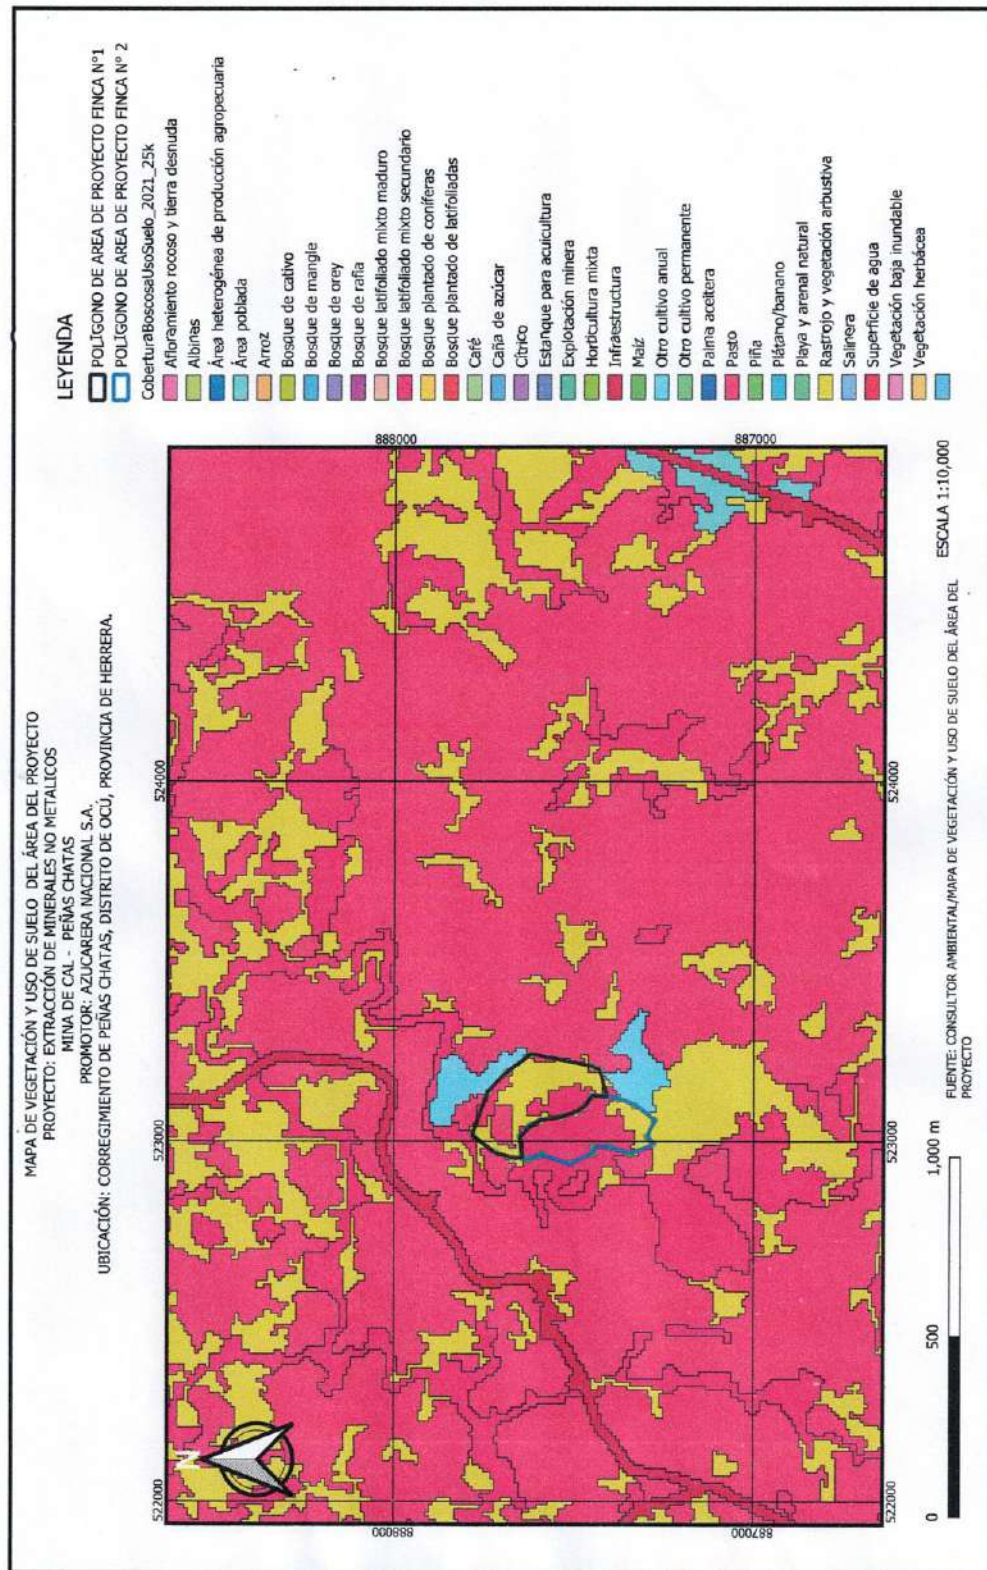 MAPA DE VEGETACIÓN Y USO DE SUELO DEL ÁREA DEL PROYECTO
PROYECTO: EXTRACCIÓN DE MINERALES NO METALICOS
MINA DE CAL - PEÑAS CHATAS
PROMOTOR: AZUCARERA NACIONAL S.A.
UBICACIÓN: CORREGIMIENTO DE PEÑAS CHATAS, DISTRITO DE OCÚ, PROVINCIA DE HERRERA.
N
522000
523000
524000
888000
887000
888000
887000
522000
523000
524000
0
500
1,000 m
FUENTE: CONSULTOR AMBIENTAL/MAPA DE VEGETACIÓN Y USO DE SUELO DEL ÁREA DEL
PROYECTO
ESCALA 1:10,000
LEYENDA
POLÍGONO DE AREA DE PROYECTO FINCA N°1
POLÍGONO DE AREA DE PROYECTO FINCA N° 2
CoberturaBoscosaUsoSuelo_2021_25k
Afloramiento rocoso y tierra desnuda
Albinas
Área heterogénea de producción agropecuaria
Área poblada
Arroz
Bosque de cativo
Bosque de mangle
Bosque de orey
Bosque de rafia
Bosque latifoliado mixto maduro
Bosque latifoliado mixto secundario
Bosque plantado de coníferas
Bosque plantado de latifoliadas
Café
Caña de azúcar
Cítrico
Estanque para acuicultura
Explotación minera
Horticultura mixta
Infraestructura
Maíz
Otro cultivo anual
Otro cultivo permanente
Palma aceitera
Pasto
Piña
Plátano/banano
Playa y arenal natural
Rastrojo y vegetación arbustiva
Salinera
Superficie de agua
Vegetación baja inundable
Vegetación herbácea